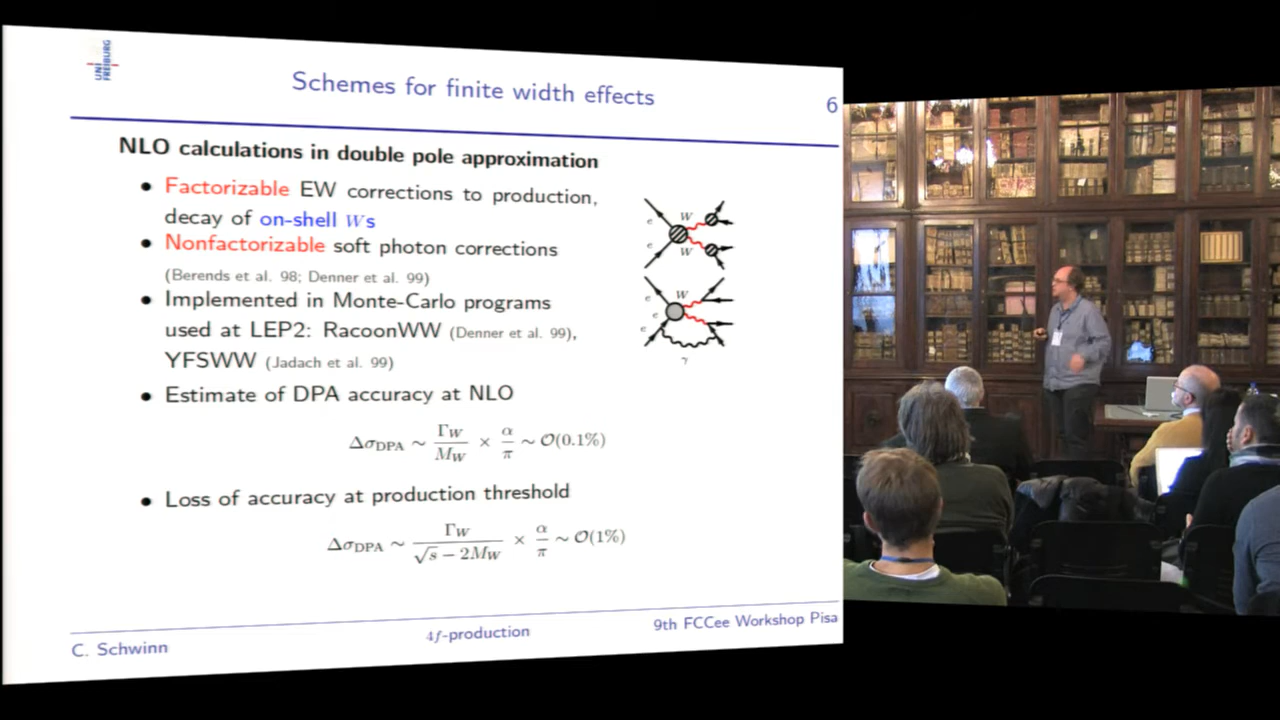 UNI
FREIBURG
Schemes for finite width effects
6
NLO calculations in double pole approximation
• Factorizable EW corrections to production,
decay of on-shell Ws
• Nonfactorizable soft photon corrections
(Berends et al. 98; Denner et al. 99)
• Implemented in Monte-Carlo programs
used at LEP2: RacoonWW (Denner et al. 99),
YFSWW (Jadach et al. 99)
• Estimate of DPA accuracy at NLO
Δσ_DPA ~ Γ_W / M_W × α / π ~ O(0.1%)
• Loss of accuracy at production threshold
Δσ_DPA ~ Γ_W / (√s − 2M_W) × α / π ~ O(1%)
e
W
e
W
W
e
e
e
γ
C. Schwinn
4f-production
9th FCCee Workshop Pisa